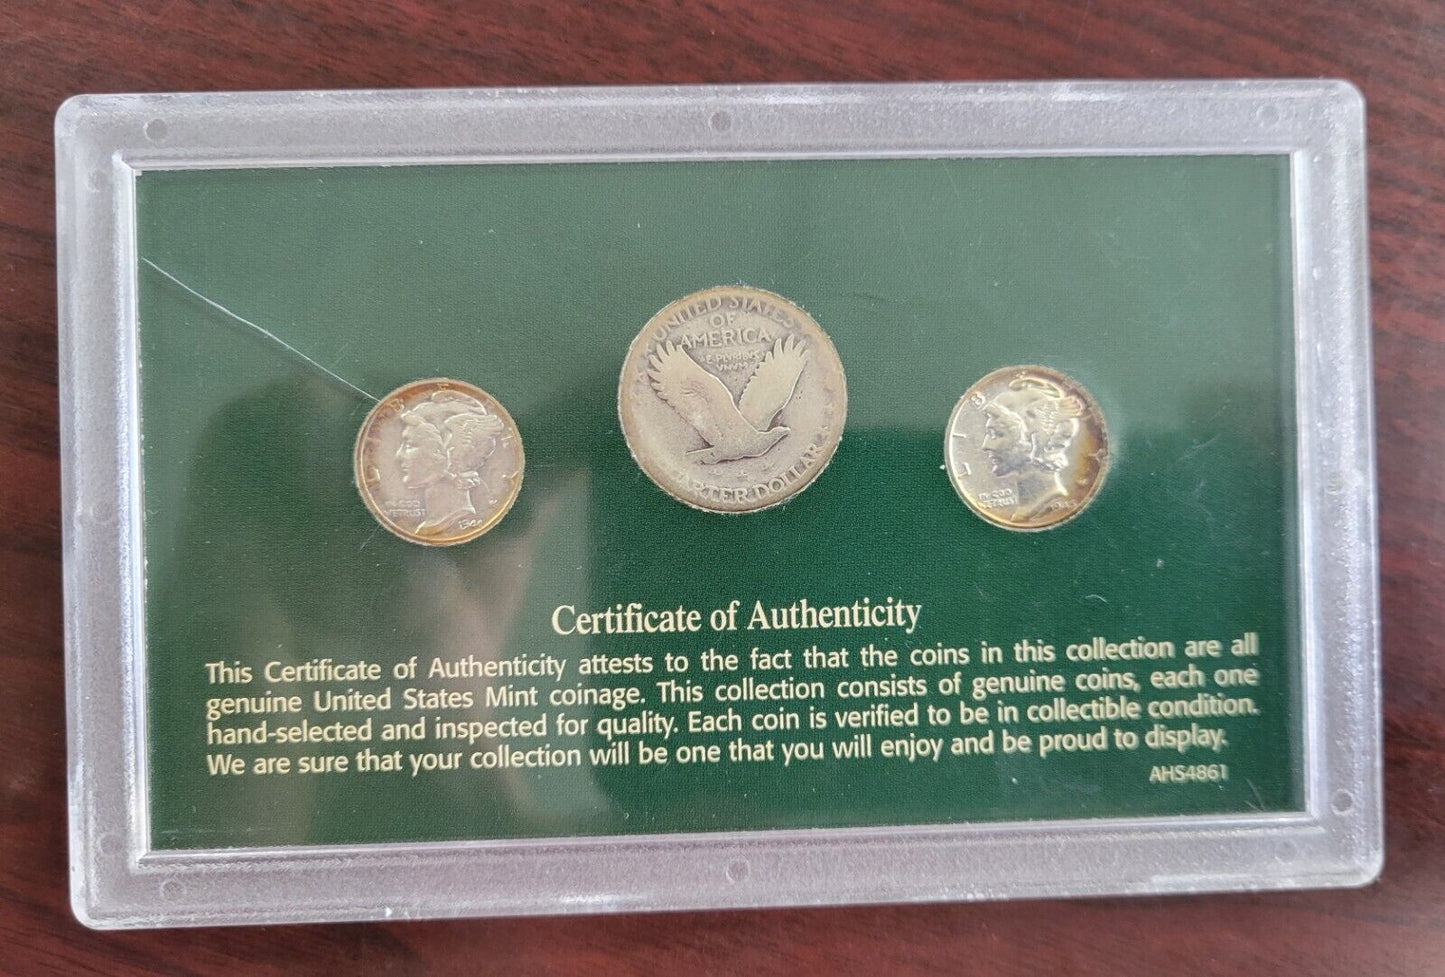 UNITED STATES
OF
AMERICA
E PLURIBUS
UNUM
QUARTER DOLLAR
IN GOD
WE TRUST
IN GOD
WE TRUST
Certificate of Authenticity
This Certificate of Authenticity attests to the fact that the coins in this collection are all
genuine United States Mint coinage. This collection consists of genuine coins, each one
hand-selected and inspected for quality. Each coin is verified to be in collectible condition.
We are sure that your collection will be one that you will enjoy and be proud to display.
AHS4861